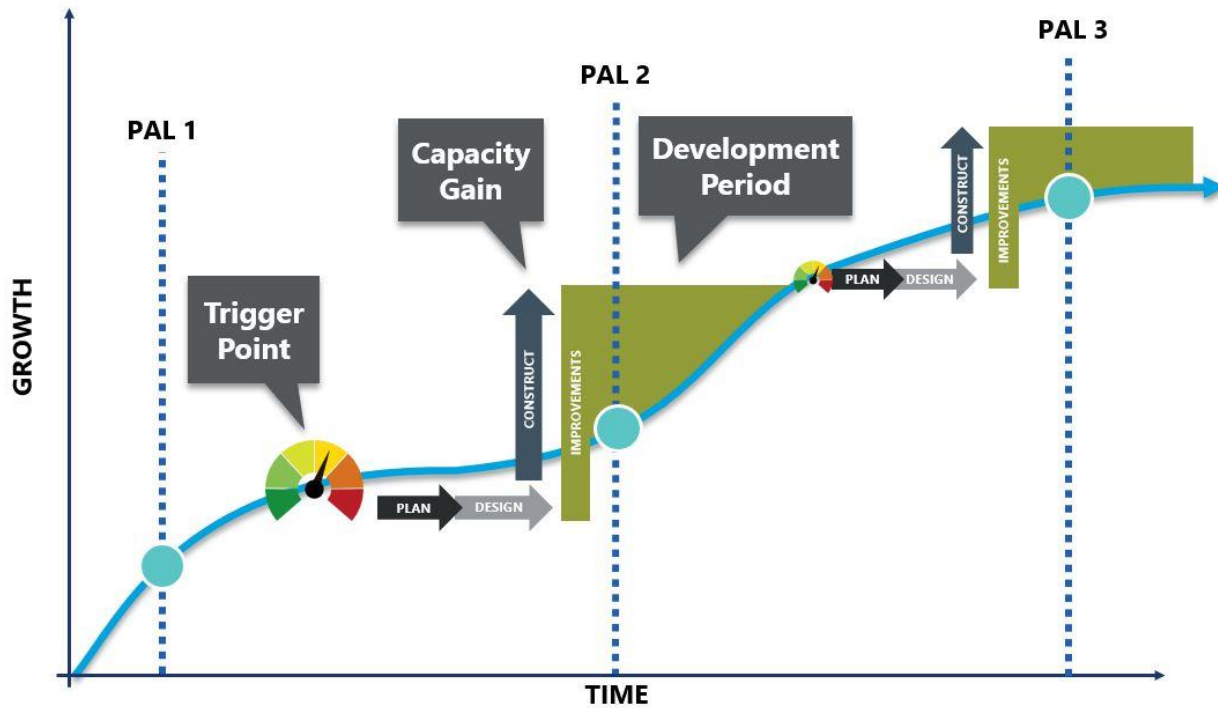 PAL 3
PAL 2
PAL 1
Capacity
Gain
Development
Period
Trigger
Point
GROWTH
CONSTRUCT
IMPROVEMENTS
PLAN
DESIGN
CONSTRUCT
IMPROVEMENTS
PLAN
DESIGN
TIME